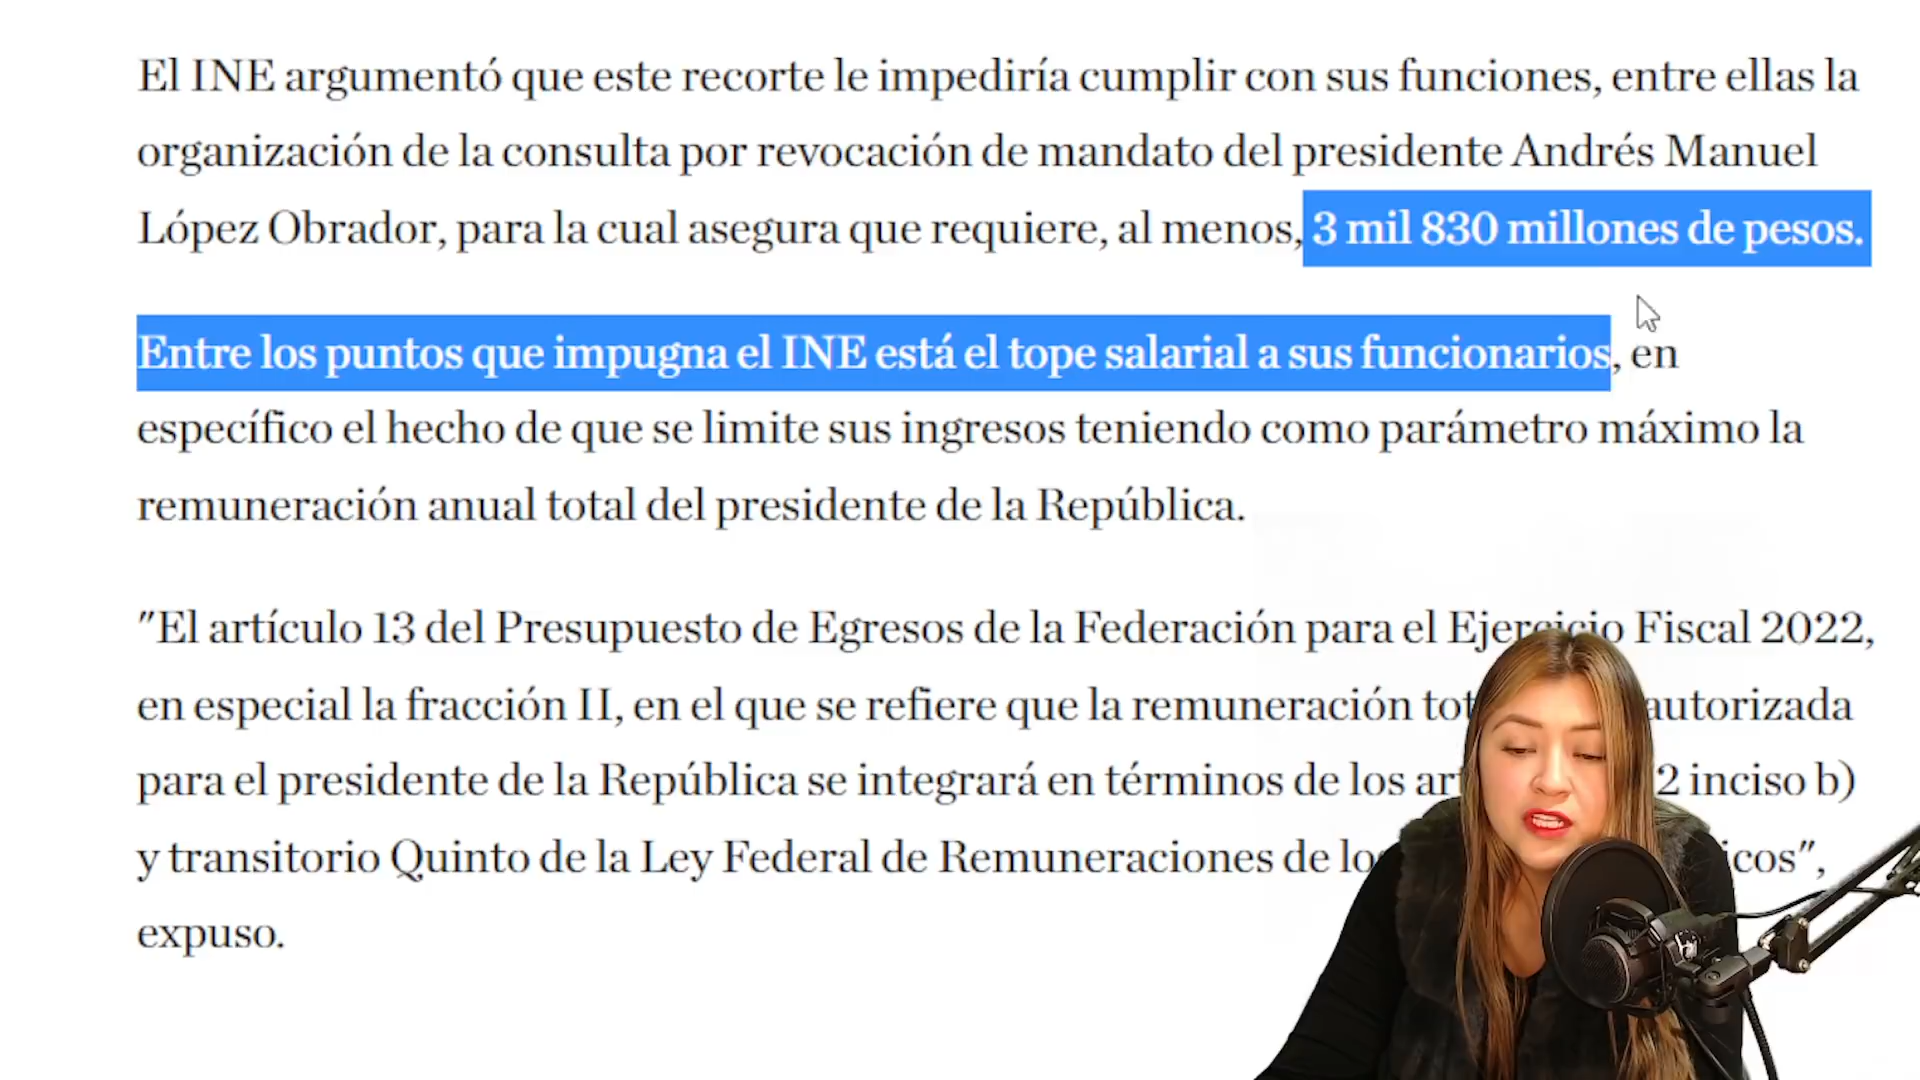 El INE argumentó que este recorte le impediría cumplir con sus funciones, entre ellas la
organización de la consulta por revocación de mandato del presidente Andrés Manuel
López Obrador, para la cual asegura que requiere, al menos, 3 mil 830 millones de pesos.
Entre los puntos que impugna el INE está el tope salarial a sus funcionarios, en
específico el hecho de que se limite sus ingresos teniendo como parámetro máximo la
remuneración anual total del presidente de la República.
"El artículo 13 del Presupuesto de Egresos de la Federación para el Ejercicio Fiscal 2022,
en especial la fracción II, en el que se refiere que la remuneración autorizada
para el presidente de la República se integrará en términos de los 2 inciso b)
y transitorio Quinto de la Ley Federal de Remuneraciones de
expuso.